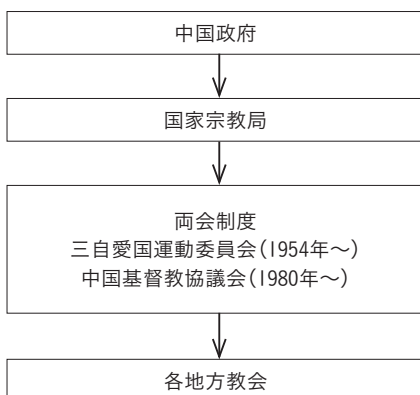 中国政府
国家宗教局
両会制度
三自愛国運動委員会(1954年〜)
中国基督教協議会(1980年〜)
各地方教会